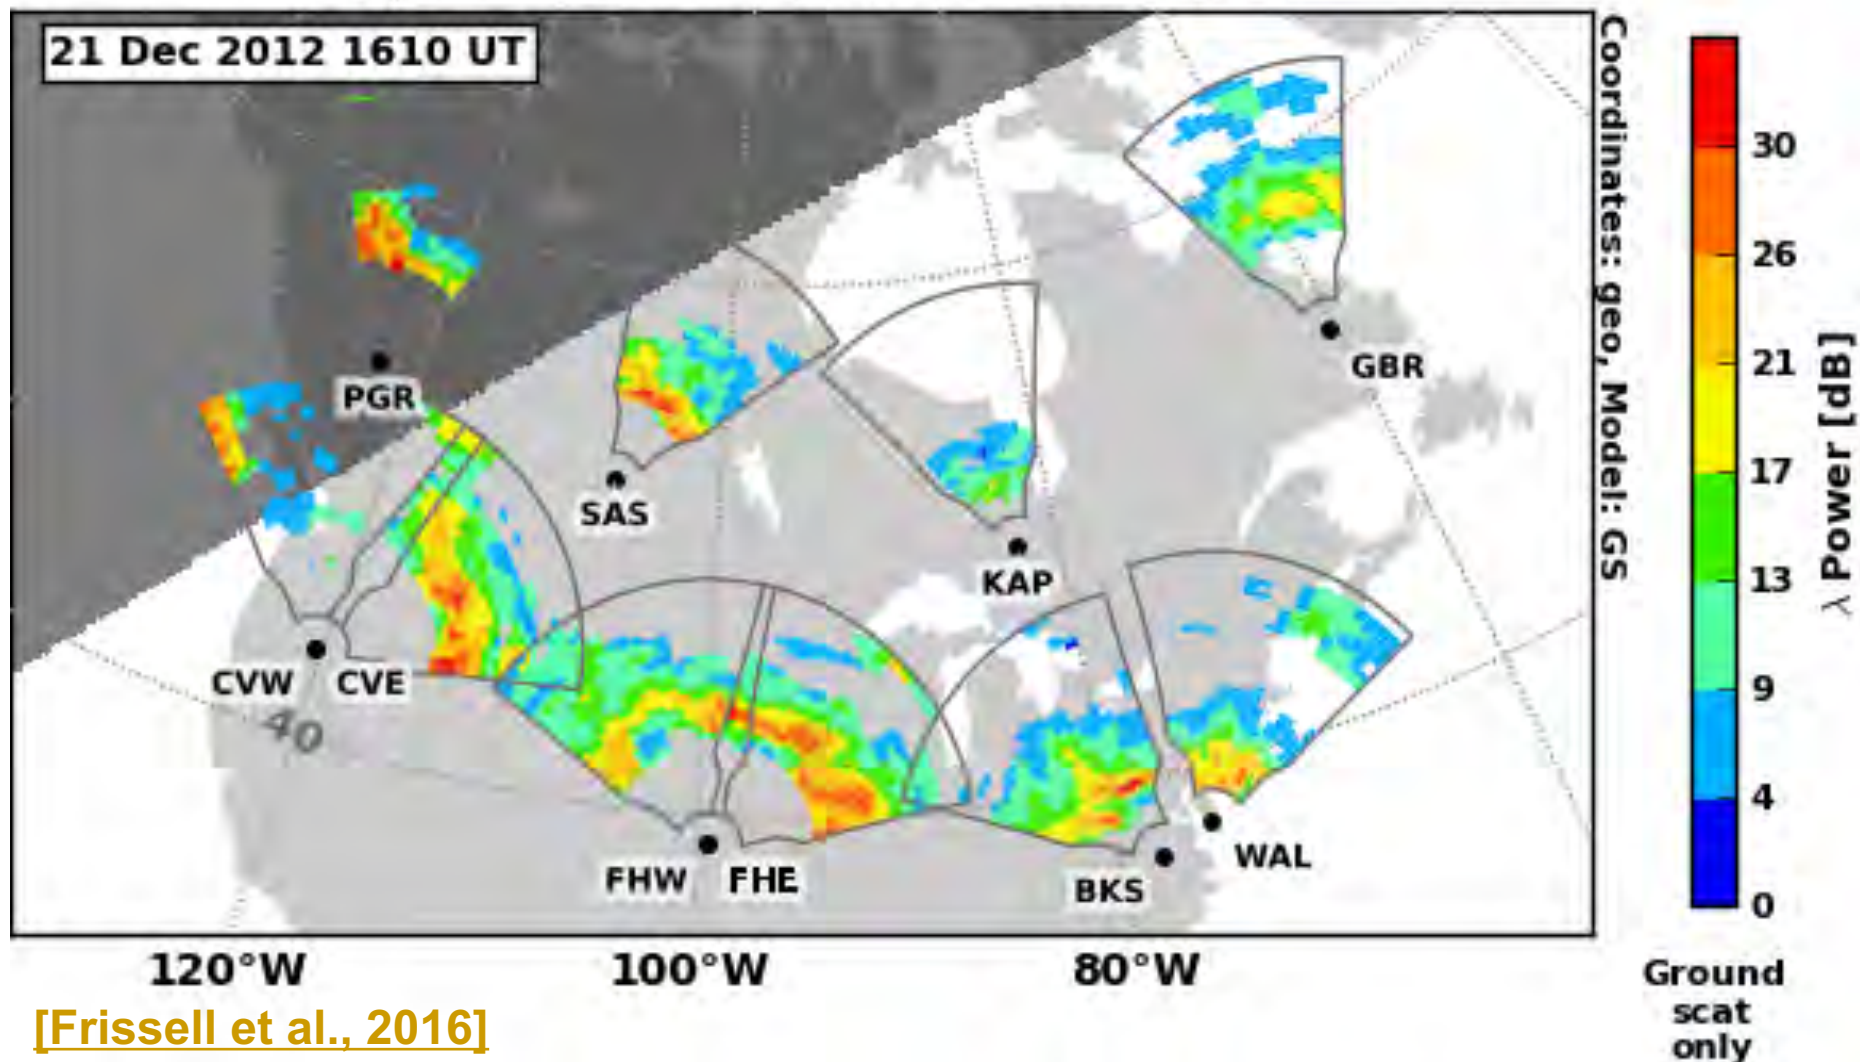 21 Dec 2012 1610 UT
PGR
SAS
KAP
GBR
CVW
CVE
40
FHW
FHE
BKS
WAL
120°W
100°W
80°W
Coordinates: geo, Model: GS
30
26
21
17
13
9
4
0
λ Power [dB]
Ground
scat
only
[Frissell et al., 2016]